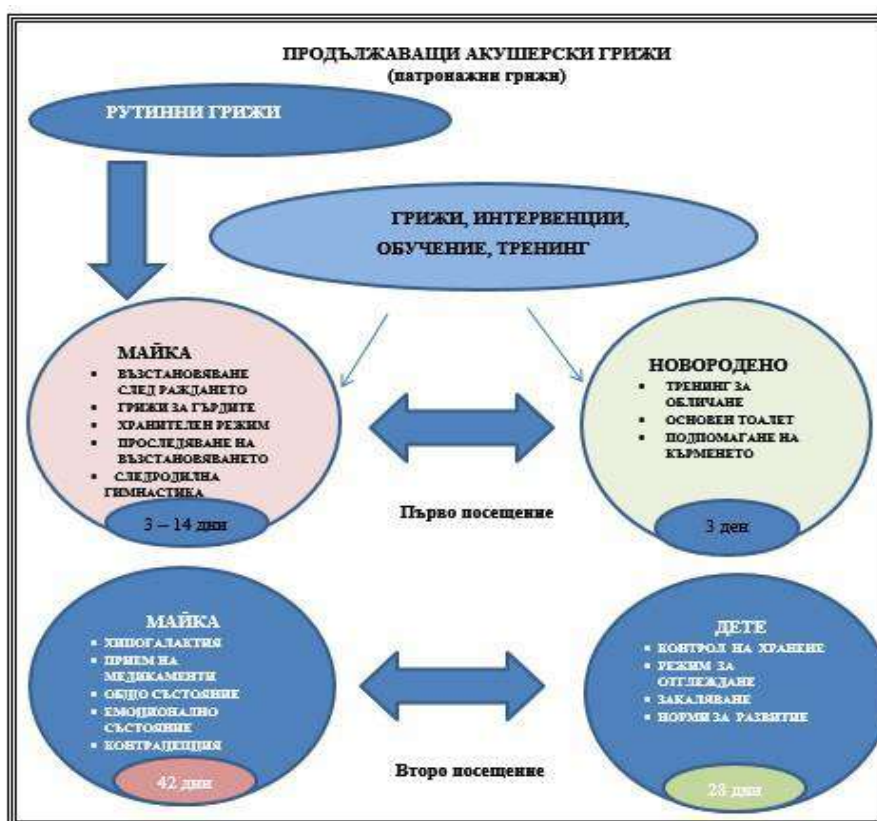 ПРОДЪЛЖАВАЩИ АКУШЕРСКИ ГРИЖИ
(патронажни грижи)
РУТИННИ ГРИЖИ
ГРИЖИ, ИНТЕРВЕНЦИИ,
ОБУЧЕНИЕ, ТРЕНИНГ
МАЙКА
▪ ВЪЗСТАНОВЯВАНЕ
СЛЕД РАЖДАНЕТО
▪ ГРИЖИ ЗА ГЪРДИТЕ
▪ ХРАНИТЕЛЕН РЕЖИМ
▪ ПРОСЛЕДЯВАНЕ НА
ВЪЗСТАНОВЯВАНЕТО
▪ СЛЕДРОДИЛНА
ГИМНАСТИКА
3 – 14 дни
Първо посещение
НОВОРОДЕНО
▪ ТРЕНИНГ ЗА
ОБЛИЧАНЕ
▪ ОСНОВЕН ТОАЛЕТ
▪ ПОДПОМАГАНЕ НА
КЪРМЕНЕТО
3 ден
МАЙКА
▪ ХИПОГАЛАКТИЯ
▪ ПРИЕМ НА
МЕДИКАМЕНТИ
▪ ОБЩО СЪСТОЯНИЕ
▪ ЕМОЦИОНАЛНО
СЪСТОЯНИЕ
▪ КОНТРАЦЕПЦИЯ
42 дни
Второ посещение
ДЕТЕ
▪ КОНТРОЛ НА ХРАНЕНЕ
▪ РЕЖИМ ЗА
ОТГЛЕЖДАНЕ
▪ ЗАКАЛЯВАНЕ
▪ НОРМИ ЗА РАЗВИТИЕ
28 дни